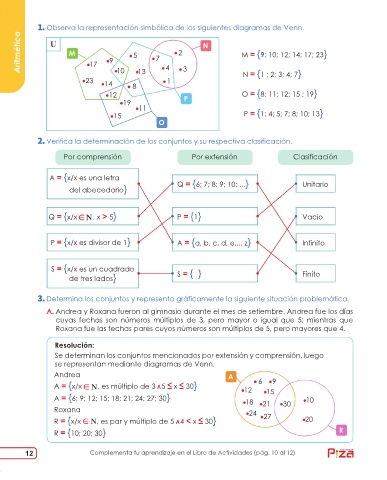 Aritmética
1. Observa la representación simbólica de los siguientes diagramas de Venn.
U
M
N
P
O
17
9
5
7
2
10
13
4
3
23
14
8
1
12
19
11
15
M = {9; 10; 12; 14; 17; 23}
N = {1 ; 2; 3; 4; 7}
O = {8; 11; 12; 15 ; 19}
P = {1; 4; 5; 7; 8; 10; 13}
2. Verifica la determinación de los conjuntos y su respectiva clasificación.
Por comprensión Por extensión Clasificación
A = {x/x es una letra
del abecedario}
Q = {6; 7; 8; 9; 10; ...}
Unitario
Q = {x/x ∈ N, x > 5}
P = {1}
Vacío
P = {x/x es divisor de 1}
A = {a, b, c, d, e,..., z}
Infinito
S = {x/x es un cuadrado
de tres lados}
S = { }
Finito
3. Determina los conjuntos y representa gráficamente la siguiente situación problemática.
A. Andrea y Roxana fueron al gimnasio durante el mes de setiembre. Andrea fue los días
cuyas fechas son números múltiplos de 3, pero mayor o igual que 5; mientras que
Roxana fue las fechas pares cuyos números son múltiplos de 5, pero mayores que 4.
Resolución:
Se determinan los conjuntos mencionados por extensión y comprensión, luego
se representan mediante diagramas de Venn.
Andrea
A = {x/x ∈ N, es múltiplo de 3 ∧ 5 ≤ x ≤ 30}
A = {6; 9; 12; 15; 18; 21; 24; 27; 30}
Roxana
R = {x/x ∈ N, es par y múltiplo de 5 ∧ 4 < x ≤ 30}
R = {10; 20; 30}
A
6 9
12 15
18 21 30 10
24 27
20
R
12
Complementa tu aprendizaje en el Libro de Actividades (pág. 10 al 12)